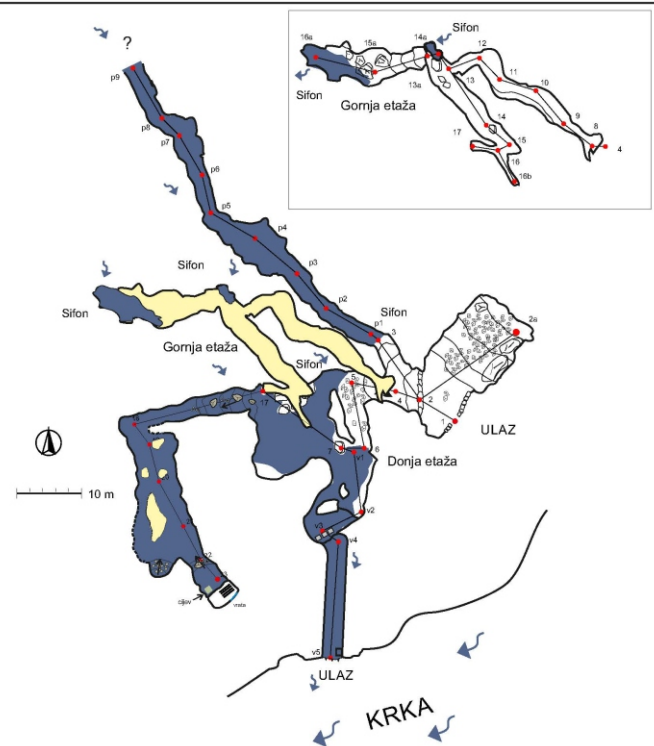 16a
15a
14a
Sifon
12
11
10
13a
13
Sifon
Gornja etaža
14
9
8
4
17
15
16
16b
?
p9
p8
p7
p6
p5
p4
p3
Sifon
p2
Sifon
p1
3
Sifon
2a
Gornja etaža
Sifon
5
17
4
2
1
ULAZ
7
6
v1
Donja etaža
10 m
v2
v3
v4
cijev
vrata
v5
ULAZ
KRKA